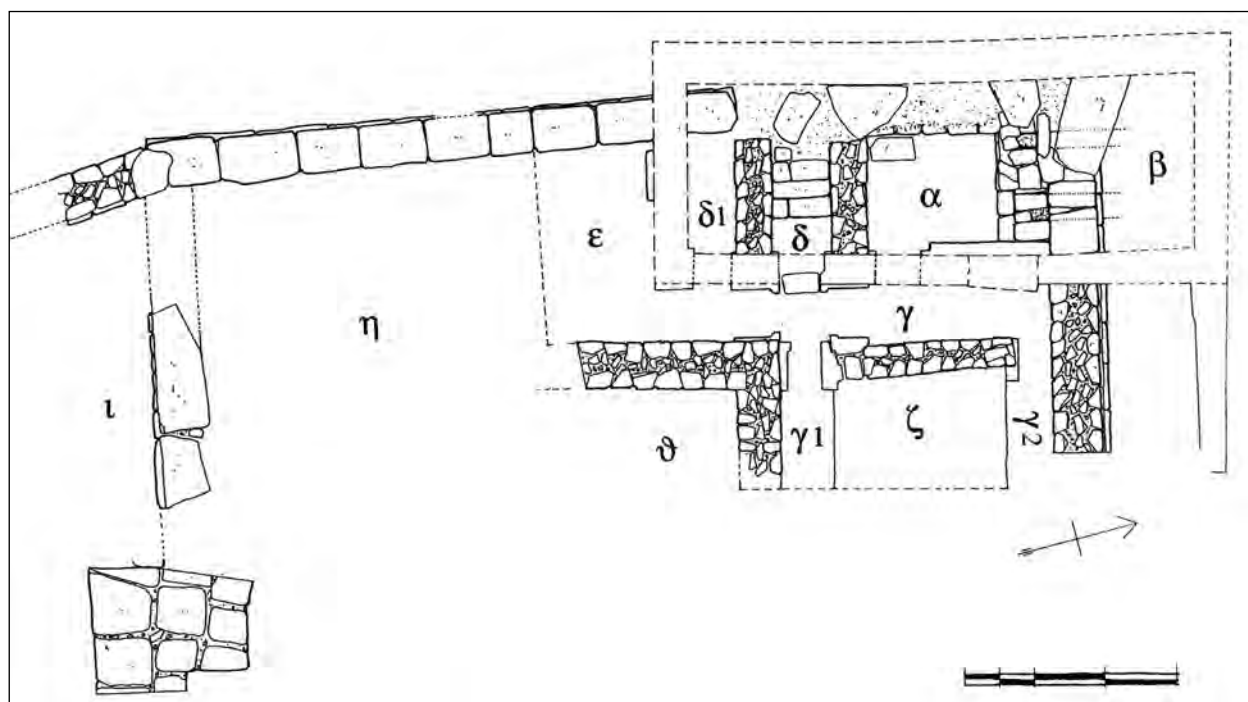 β
δ1
α
δ
ε
η
γ
ι
ϑ
γ1
ζ
γ2